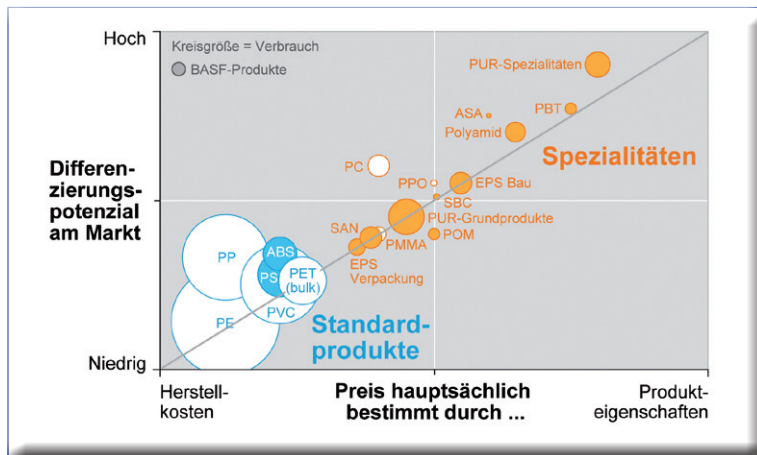 Hoch
Kreisgröße = Verbrauch
BASF-Produkte
PUR-Spezialitäten
ASA
PBT
Polyamid
Differen-
zierungs-
potenzial
am Markt
Spezialitäten
PC
PPO
EPS Bau
SBC
SAN
PUR-Grundprodukte
PMMA
POM
EPS
Verpackung
PP
ABS
PS
PET
(bulk)
PVC
PE
Standard-
produkte
Niedrig
Herstell-
kosten
Preis hauptsächlich
bestimmt durch ...
Produkt-
eigenschaften